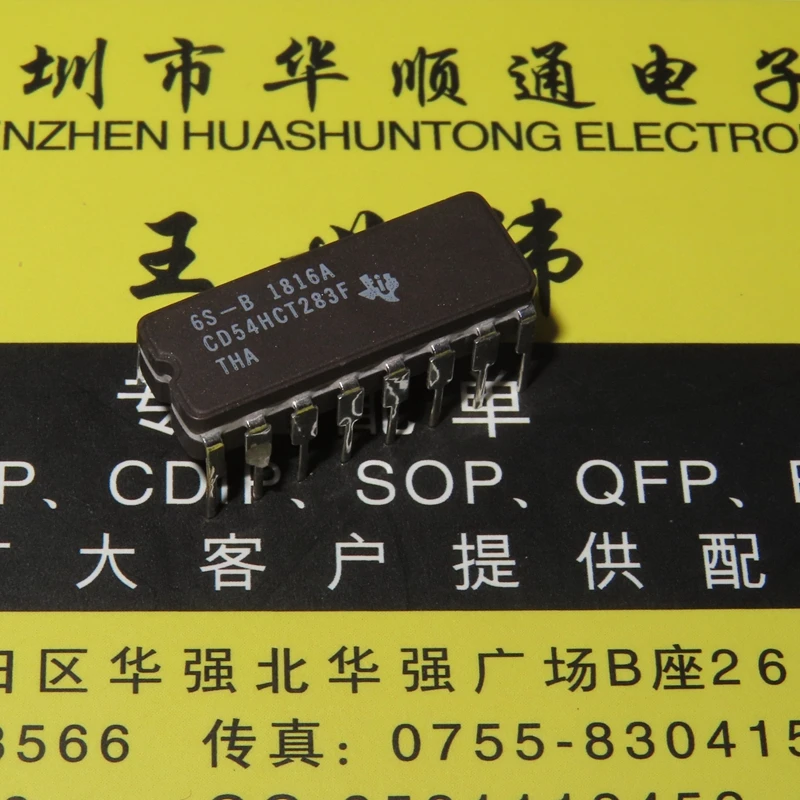 圳市华顺通电子
NZHEN HUASHUNTONG ELECTRO
王
6S-B 1816A
CD54HCT283F
THA
单
P、CDIP、SOP、QFP、
广大客户提供配
田区华强北华强广场B座26
3566 传真：0755-830415